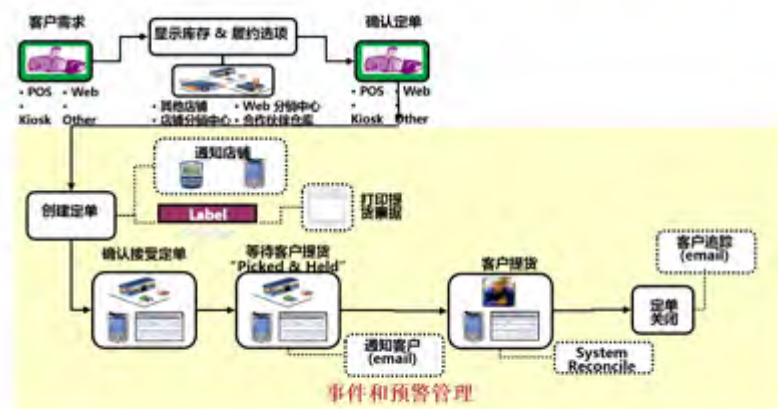 客户需求
显示库存 & 履约选项
确认定单
• POS • Web
• Kiosk • Other
• 其他店铺 • Web 分销中心
• 店铺分销中心 • 合作伙伴仓库
• POS • Web
• Kiosk • Other
通知店铺
创建定单
Label
打印提
货票据
确认接受定单
等待客户提货
“Picked & Held”
客户提货
客户追踪
(email)
定单
关闭
通知客户
(email)
System
Reconcile
事件和预警管理